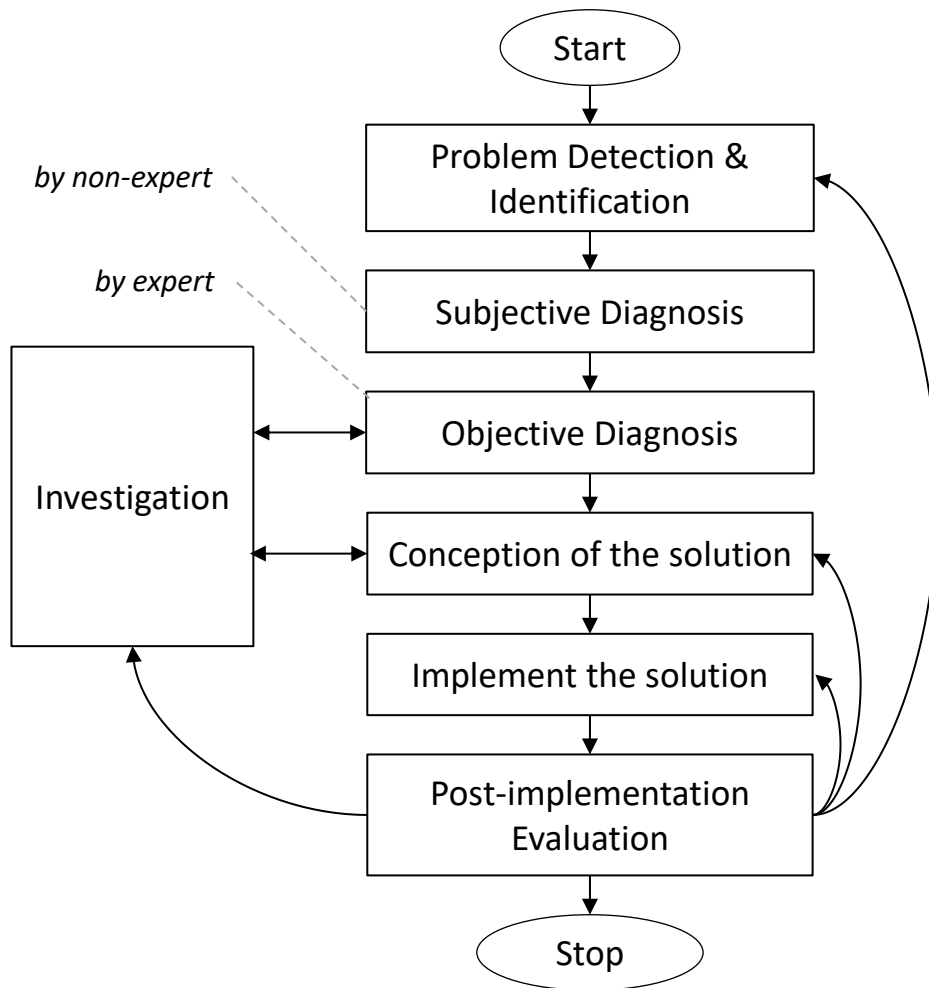 Start
Problem Detection &
Identification
by non-expert
Subjective Diagnosis
by expert
Objective Diagnosis
Investigation
Conception of the solution
Implement the solution
Post-implementation
Evaluation
Stop